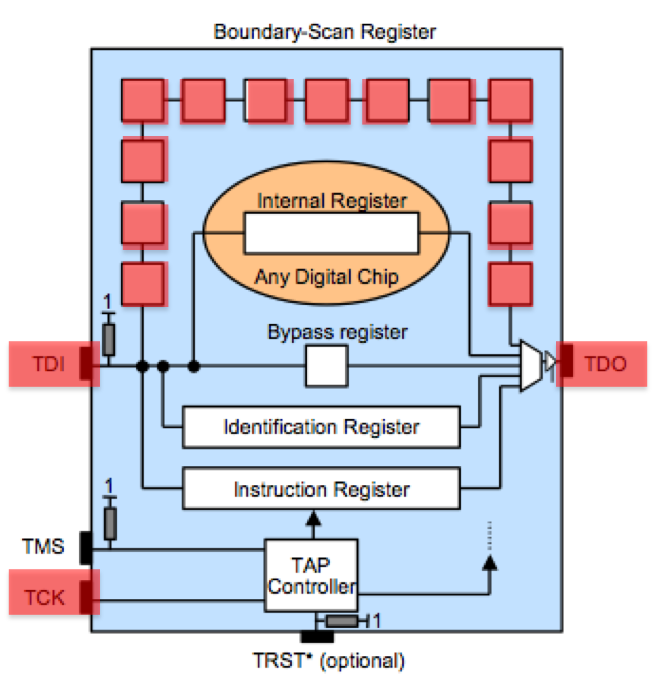 Boundary-Scan Register
Internal Register
Any Digital Chip
1
Bypass register
TDI
TDO
Identification Register
1
Instruction Register
TMS
TAP
Controller
TCK
1
TRST* (optional)